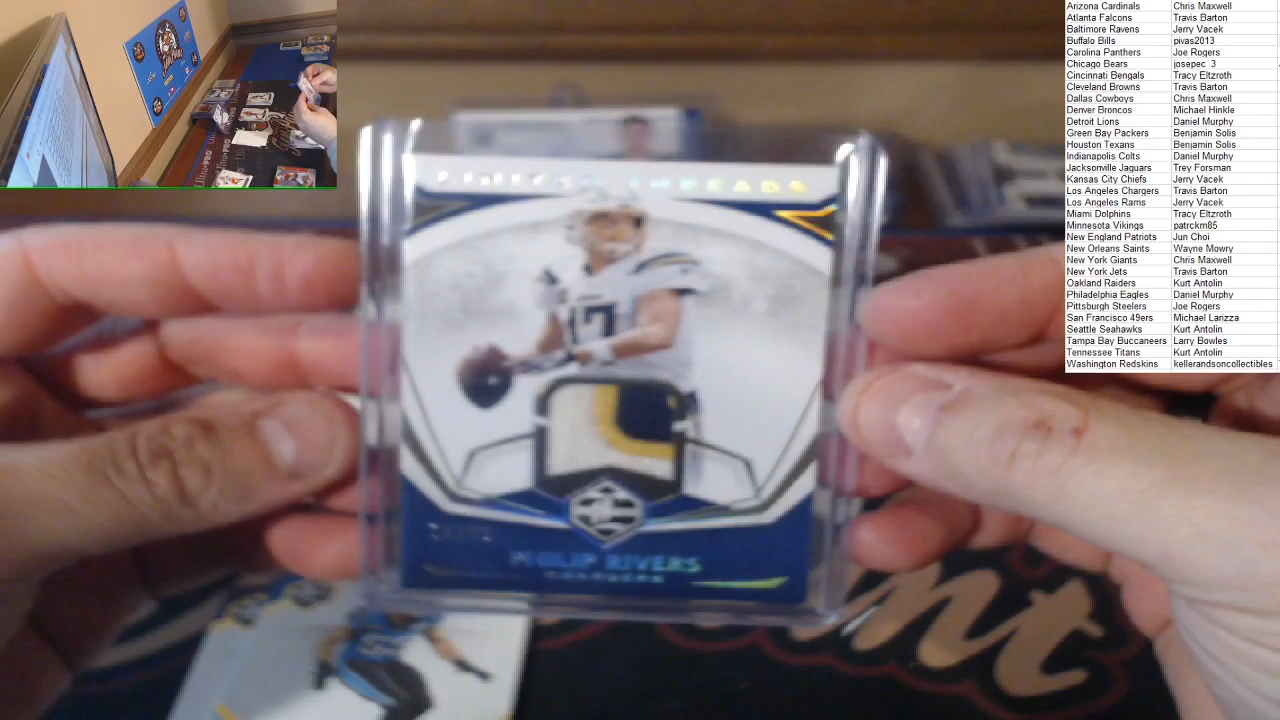 Arizona Cardinals Chris Maxwell
Atlanta Falcons Travis Barton
Baltimore Ravens Jerry Vacek
Buffalo Bills pivas2013
Carolina Panthers Joe Rogers
Chicago Bears josepec_3
Cincinnati Bengals Tracy Eltzroth
Cleveland Browns Travis Barton
Dallas Cowboys Chris Maxwell
Denver Broncos Michael Hinkle
Detroit Lions Daniel Murphy
Green Bay Packers Benjamin Solis
Houston Texans Benjamin Solis
Indianapolis Colts Daniel Murphy
Jacksonville Jaguars Trey Forsman
Kansas City Chiefs Jerry Vacek
Los Angeles Chargers Travis Barton
Los Angeles Rams Jerry Vacek
Miami Dolphins Tracy Eltzroth
Minnesota Vikings patrckm85
New England Patriots Jun Choi
New Orleans Saints Wayne Mowry
New York Giants Chris Maxwell
New York Jets Travis Barton
Oakland Raiders Kurt Antolin
Philadelphia Eagles Daniel Murphy
Pittsburgh Steelers Joe Rogers
San Francisco 49ers Michael Larizza
Seattle Seahawks Kurt Antolin
Tampa Bay Buccaneers Larry Bowles
Tennessee Titans Kurt Antolin
Washington Redskins kellerandsoncollectibles
THREADS
17
PHILIP RIVERS
CHARGERS